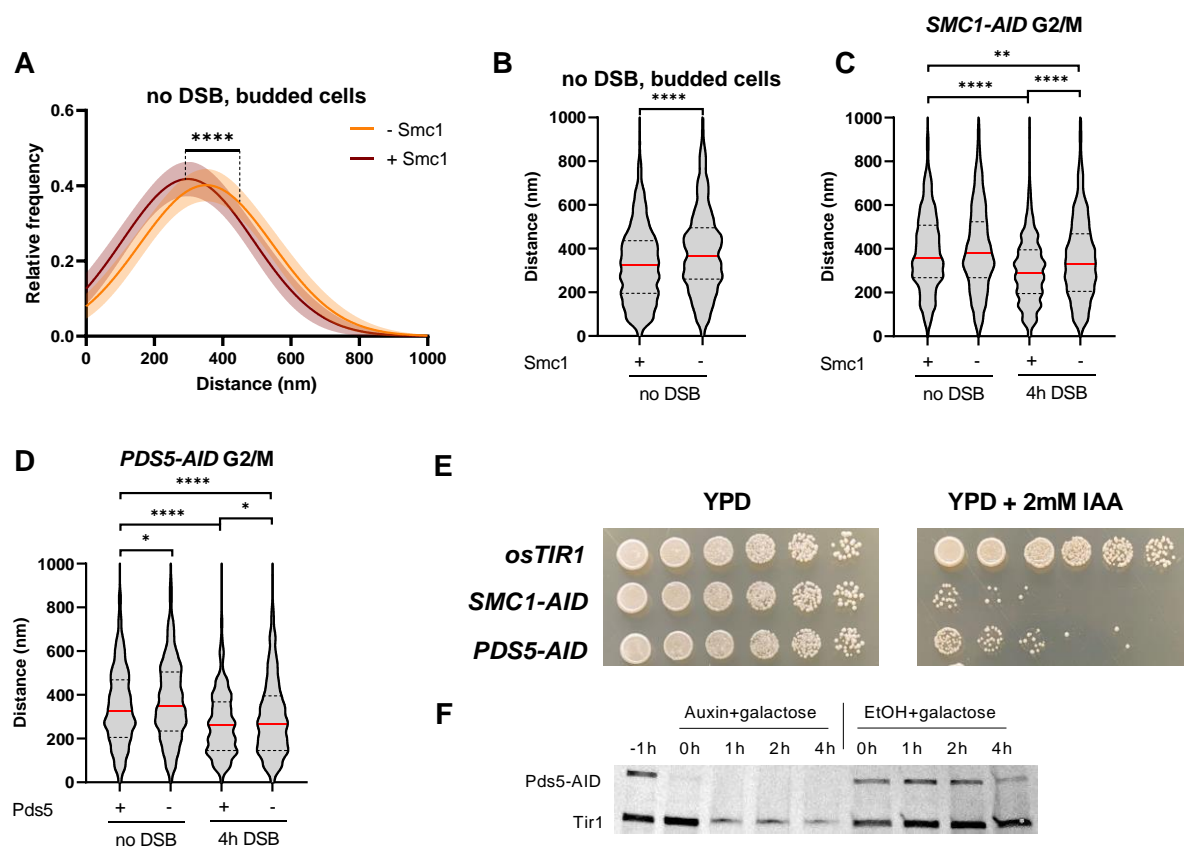 A
no DSB, budded cells
0.6
0.4
0.2
0.0
Relative frequency
****
- Smc1
+ Smc1
0 200 400 600 800 1000
Distance (nm)
B
no DSB, budded cells
****
1000
800
600
400
200
0
Distance (nm)
Smc1 + -
no DSB
C
SMC1-AID G2/M
**
**** ****
1000
800
600
400
200
0
Distance (nm)
Smc1 + - + -
no DSB 4h DSB
D
PDS5-AID G2/M
****
**** *
*
1000
800
600
400
200
0
Distance (nm)
Pds5 + - + -
no DSB 4h DSB
E
YPD YPD + 2mM IAA
osTIR1
SMC1-AID
PDS5-AID
F
Auxin+galactose EtOH+galactose
-1h 0h 1h 2h 4h 0h 1h 2h 4h
Pds5-AID
Tir1